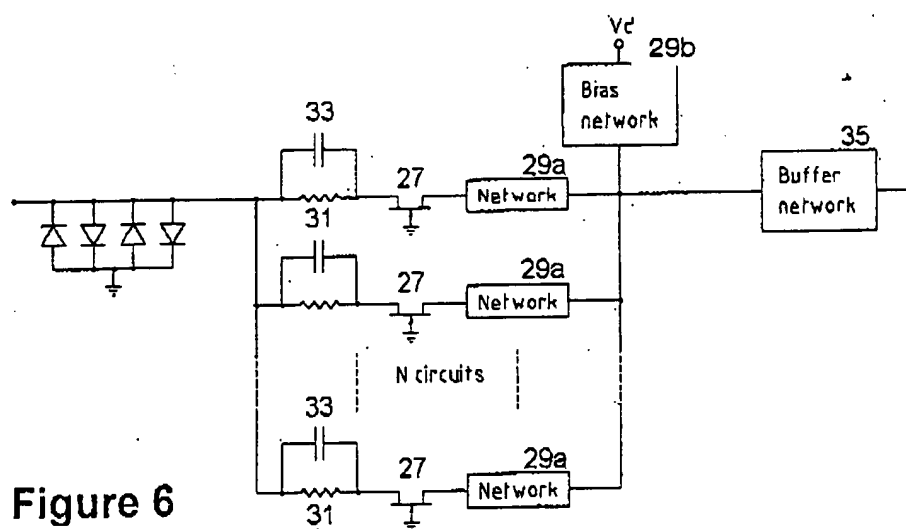 Vd
29b
Bias
network
33
27
29a
Network
35
Buffer
network
31
27
29a
Network
N circuits
33
27
29a
Network
31
Figure 6